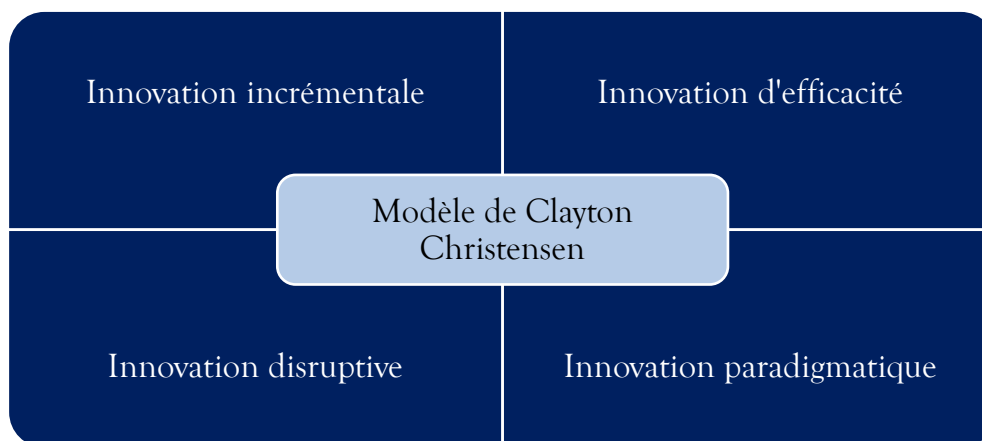 Innovation incrémentale
Innovation d'efficacité
Modèle de Clayton
Christensen
Innovation disruptive
Innovation paradigmatique